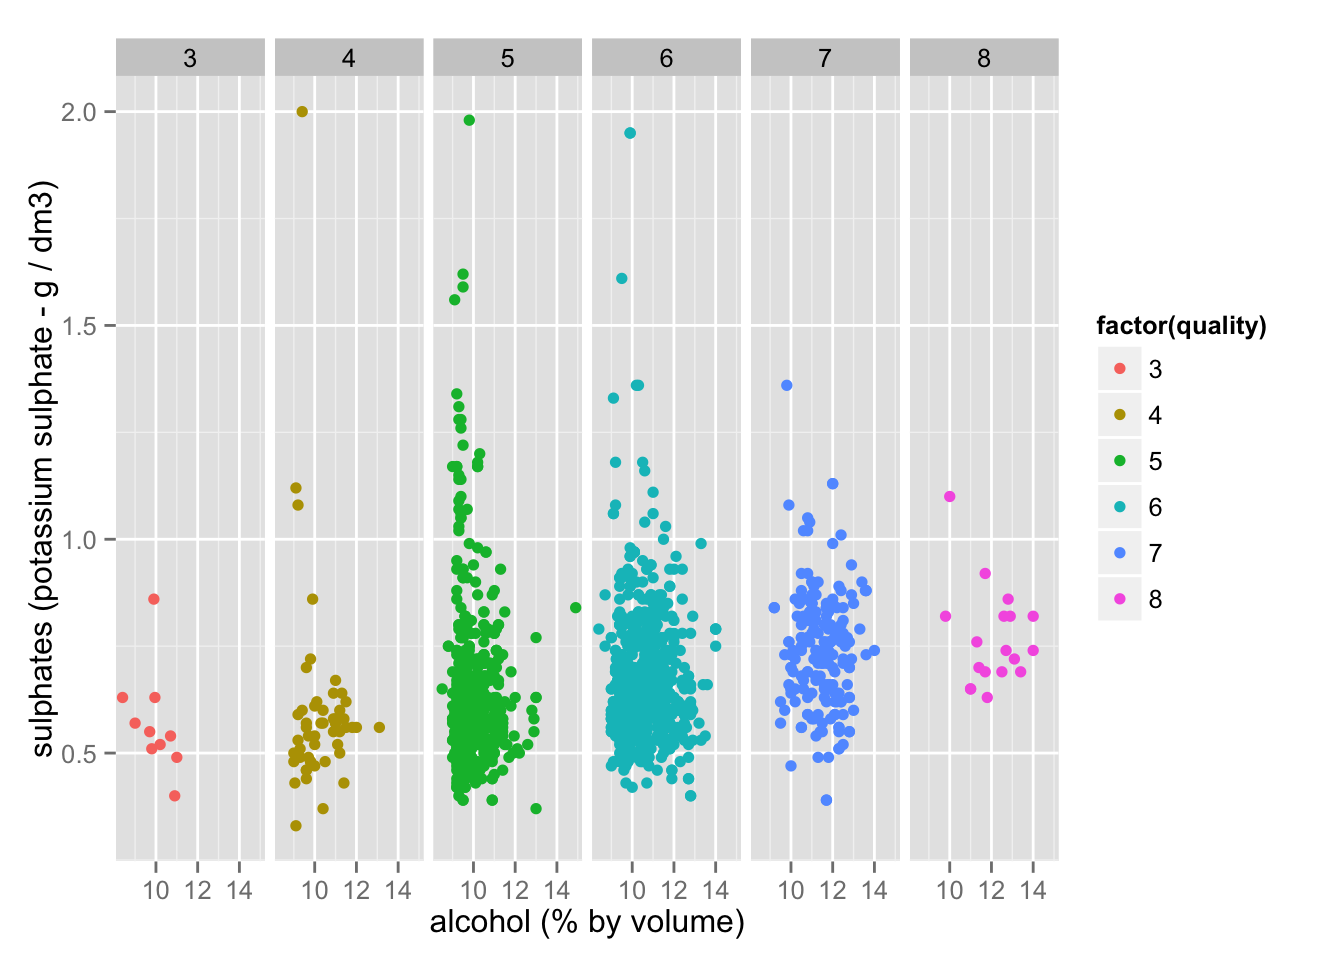 3 4 5 6 7 8
2.0
1.5
1.0
0.5
sulphates (potassium sulphate - g / dm3)
10 12 14 10 12 14 10 12 14 10 12 14 10 12 14 10 12 14
alcohol (% by volume)
factor(quality)
3
4
5
6
7
8